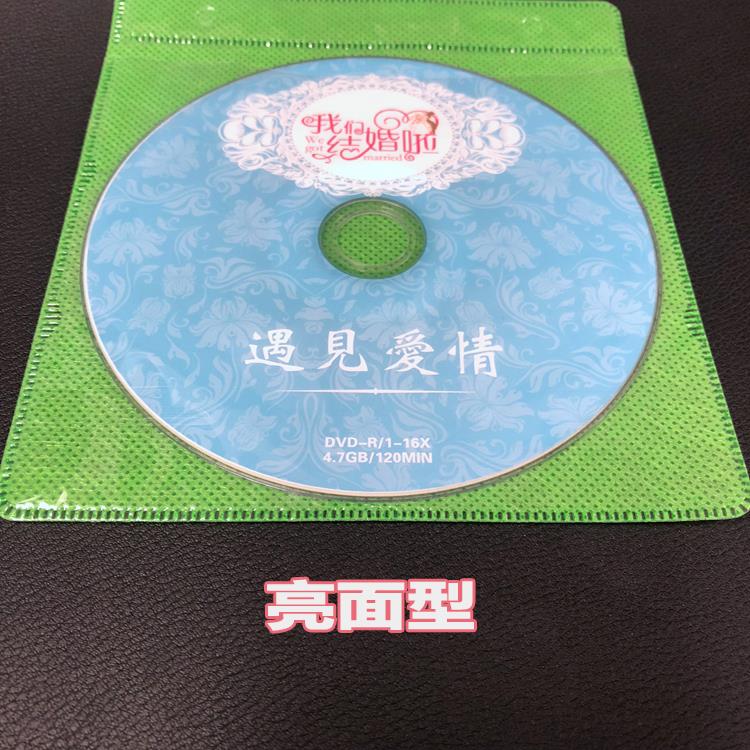 我们
结婚啦
We
got
married
遇見愛情
DVD-R/1-16X
4.7GB/120MIN
亮面型